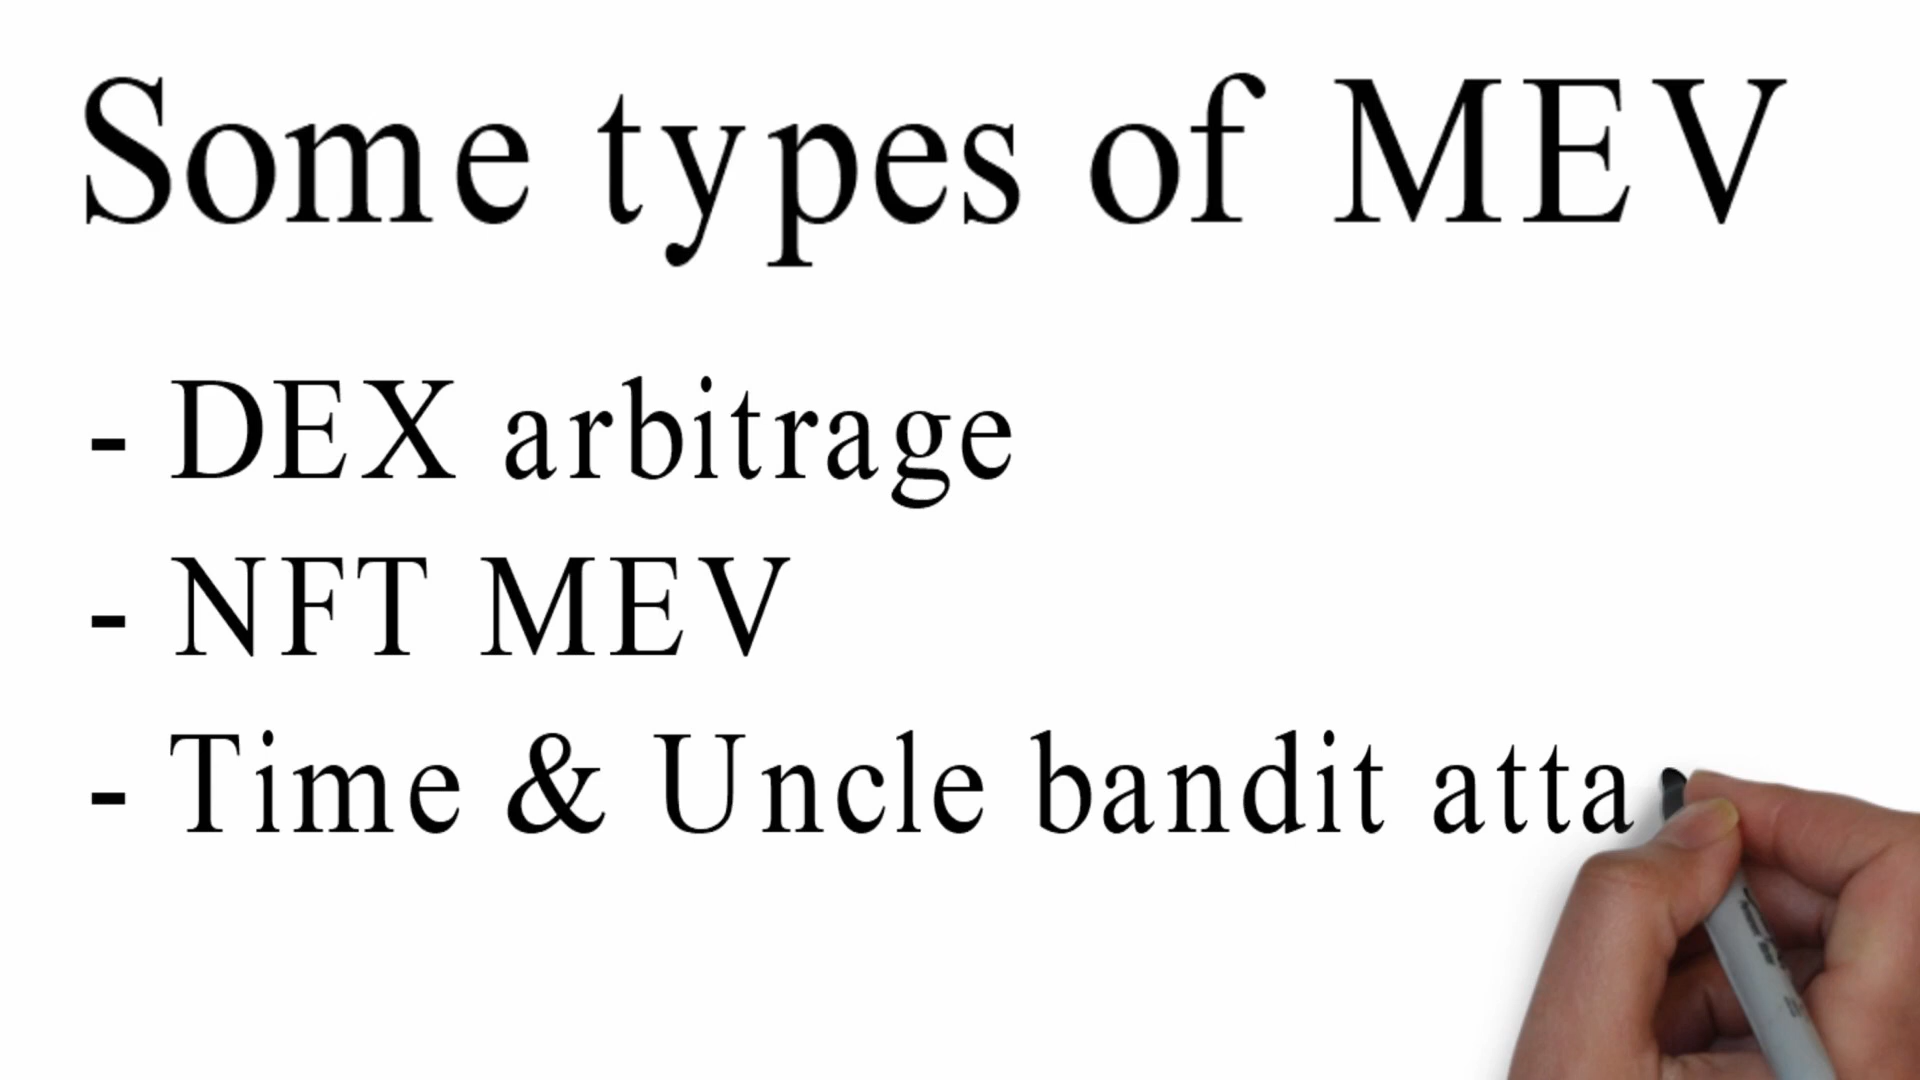 Some types of MEV
- DEX arbitrage
- NFT MEV
- Time & Uncle bandit atta